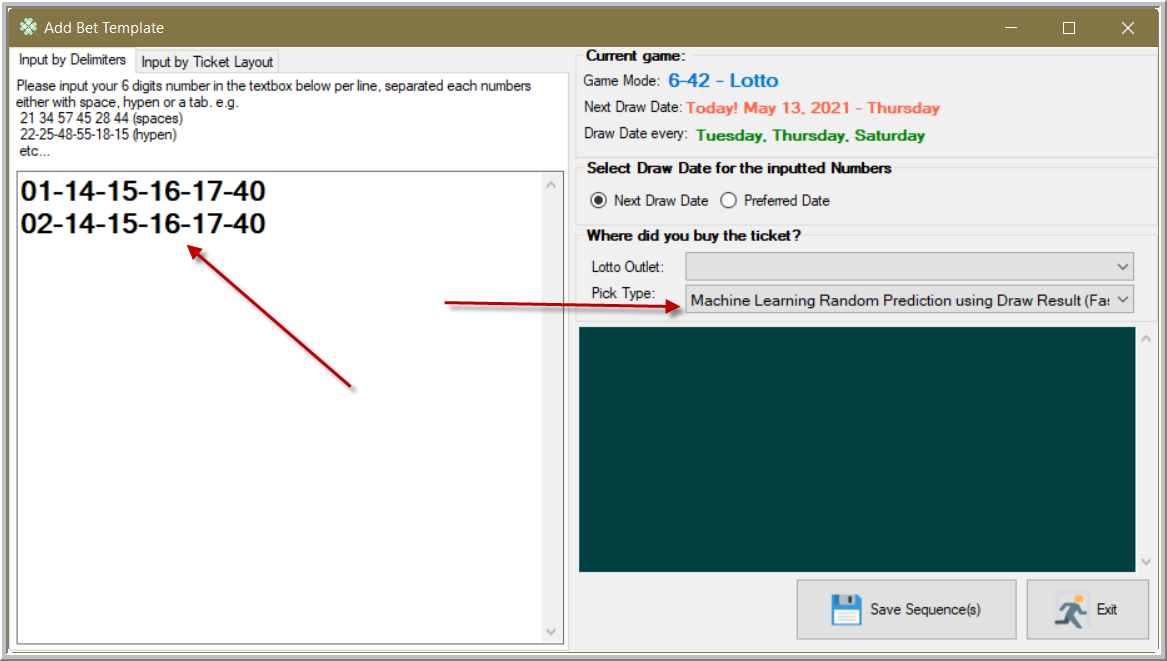 Add Bet Template
Input by Delimiters
Input by Ticket Layout
Please input your 6 digits number in the textbox below per line, separated each numbers
either with space, hypen or a tab. e.g.
21 34 57 45 28 44 (spaces)
22-25-48-55-18-15 (hypen)
etc...
01-14-15-16-17-40
02-14-15-16-17-40
Current game:
Game Mode: 6-42 - Lotto
Next Draw Date: Today! May 13, 2021 - Thursday
Draw Date every: Tuesday, Thursday, Saturday
Select Draw Date for the inputted Numbers
Next Draw Date
Preferred Date
Where did you buy the ticket?
Lotto Outlet:
Pick Type: Machine Learning Random Prediction using Draw Result (Fas
Save Sequence(s)
Exit